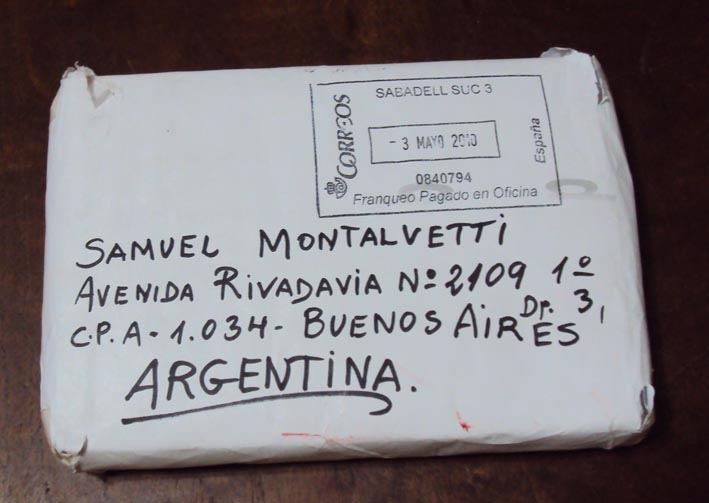 SABADELL SUC 3
CORREOS
- 3 MAYO 2010
España
0840794
Franqueo Pagado en Oficina
SAMUEL MONTALVETTI
AVENIDA RIVADAVIA Nº 2109 1º
Dp. 3,
C.P. A - 1.034 - BUENOS AIRES
ARGENTINA.